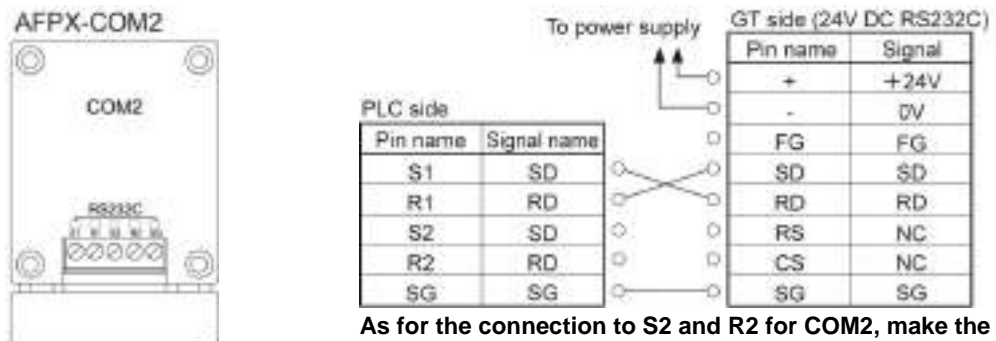 AFPX-COM2
COM2
RS232C
To power supply
GT side (24V DC RS232C)
Pin name Signal
+ +24V
- 0V
FG FG
SD SD
RD RD
RS NC
CS NC
SG SG
PLC side
Pin name Signal name
S1 SD
R1 RD
S2 SD
R2 RD
SG SG
As for the connection to S2 and R2 for COM2, make the